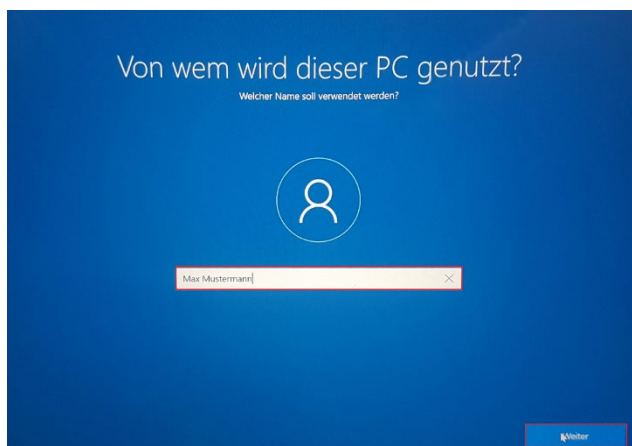 Von wem wird dieser PC genutzt?
Welcher Name soll verwendet werden?
Max Mustermann
Weiter